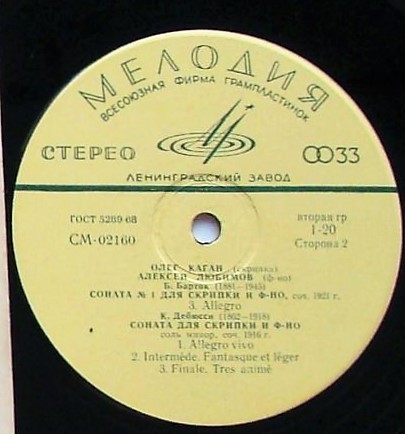 МЕЛОДИЯ
ВСЕСОЮЗНАЯ ФИРМА ГРАМПЛАСТИНОК
СТЕРЕО 33
ЛЕНИНГРАДСКИЙ ЗАВОД
ГОСТ 5289-68 вторая гр
СМ-02160 1-20
Сторона 2
ОЛЕГ КАГАН (скрипка)
АЛЕКСЕЙ ЛЮБИМОВ (ф-но)
Б. Барток (1881-1945)
СОНАТА № 1 ДЛЯ СКРИПКИ И Ф-НО, соч. 1921 г.
3. Allegro
К. Дебюсси (1862-1918)
СОНАТА ДЛЯ СКРИПКИ И Ф-НО
соль минор, соч. 1916 г.
1. Allegro vivo
2. Intermède. Fantasque et léger
3. Finale. Tres animé